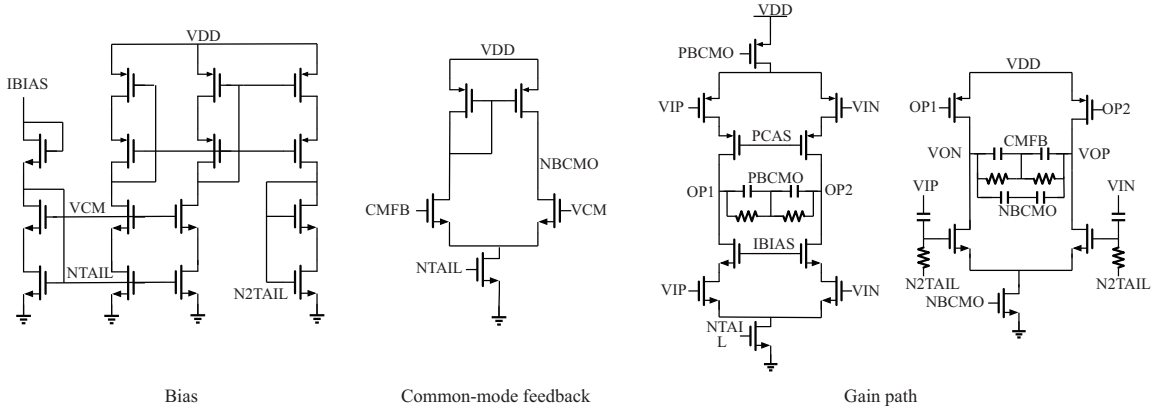 VDD
IBIAS
VCM
NTAIL
N2TAIL
Bias
VDD
NBCMO
CMFB
VCM
NTAIL
Common-mode feedback
VDD
PBCMO
VIP
VIN
PCAS
OP1
PBCMO
OP2
IBIAS
VIP
VIN
NTAI
L
VDD
OP1
OP2
CMFB
VON
VOP
VIP
NBCMO
VIN
N2TAIL
N2TAIL
NBCMO
Gain path